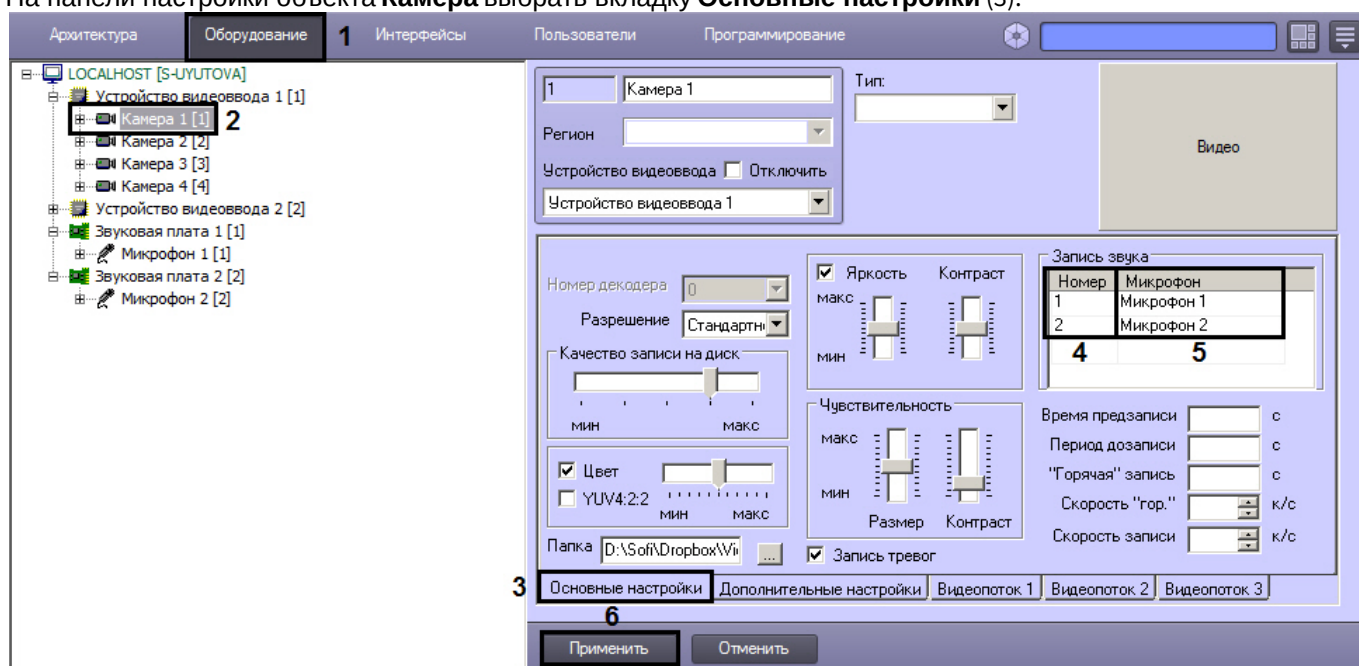 На панели настройки объекта Камера выбрать вкладку Основные настройки (3).
Архитектура Оборудование 1 Интерфейсы Пользователи Программирование
LOCALHOST [S-UYUTOVA]
Устройство видеоввода 1 [1]
Камера 1 [1] 2
Камера 2 [2]
Камера 3 [3]
Камера 4 [4]
Устройство видеоввода 2 [2]
Звуковая плата 1 [1]
Микрофон 1 [1]
Звуковая плата 2 [2]
Микрофон 2 [2]
1 Камера 1
Регион
Устройство видеоввода Отключить
Устройство видеоввода 1
Тип:
Видео
Номер декодера 0
Разрешение Стандартн
Качество записи на диск
мин макс
Цвет
YUV4:2:2
мин макс
Папка D:\Sofi\Dropbox\Vi ...
Яркость Контраст
макс
мин
Чувствительность
макс
мин
Размер Контраст
Запись тревог
Запись звука
Номер Микрофон
1 Микрофон 1
2 Микрофон 2
4 5
Время предзаписи с
Период дозаписи с
"Горячая" запись с
Скорость "гор." к/с
Скорость записи к/с
3 Основные настройки Дополнительные настройки Видеопоток 1 Видеопоток 2 Видеопоток 3
6
Применить Отменить